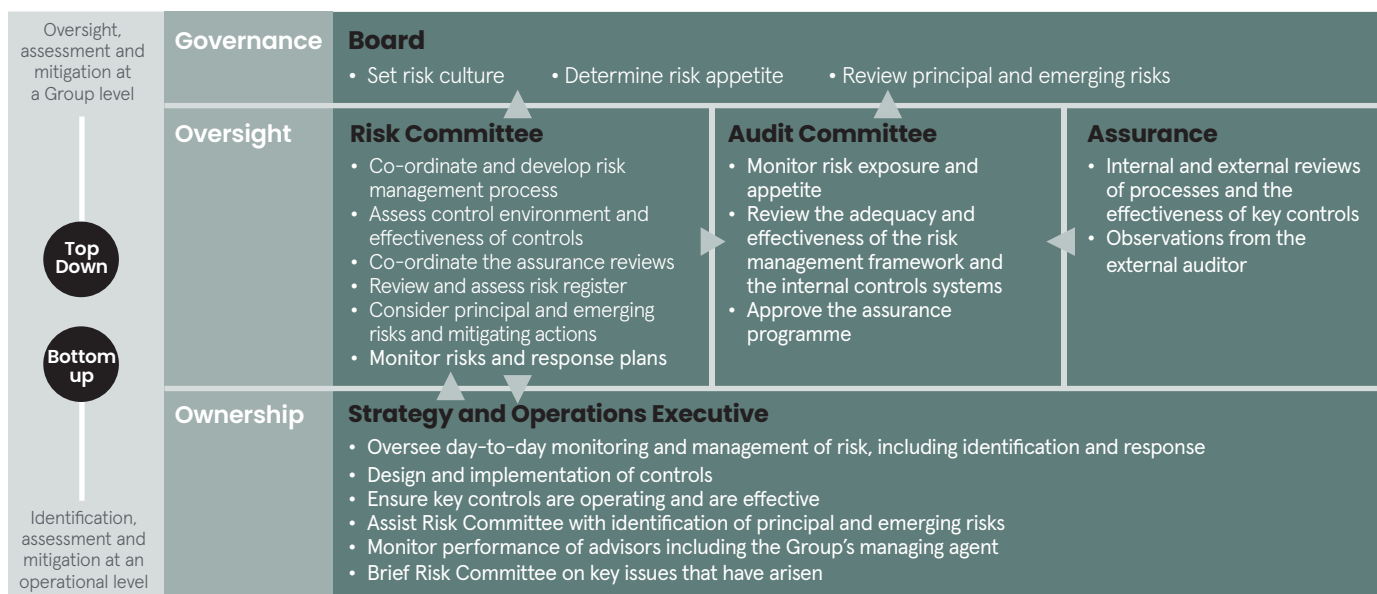 Oversight,
assessment and
mitigation at
a Group level
Top
Down
Bottom
up
Identification,
assessment and
mitigation at an
operational level
Governance
Board
• Set risk culture
• Determine risk appetite
• Review principal and emerging risks
Oversight
Risk Committee
• Co-ordinate and develop risk
management process
• Assess control environment and
effectiveness of controls
• Co-ordinate the assurance reviews
• Review and assess risk register
• Consider principal and emerging
risks and mitigating actions
• Monitor risks and response plans
Audit Committee
• Monitor risk exposure and
appetite
• Review the adequacy and
effectiveness of the risk
management framework and
the internal controls systems
• Approve the assurance
programme
Assurance
• Internal and external reviews
of processes and the
effectiveness of key controls
• Observations from the
external auditor
Ownership
Strategy and Operations Executive
• Oversee day-to-day monitoring and management of risk, including identification and response
• Design and implementation of controls
• Ensure key controls are operating and are effective
• Assist Risk Committee with identification of principal and emerging risks
• Monitor performance of advisors including the Group's managing agent
• Brief Risk Committee on key issues that have arisen